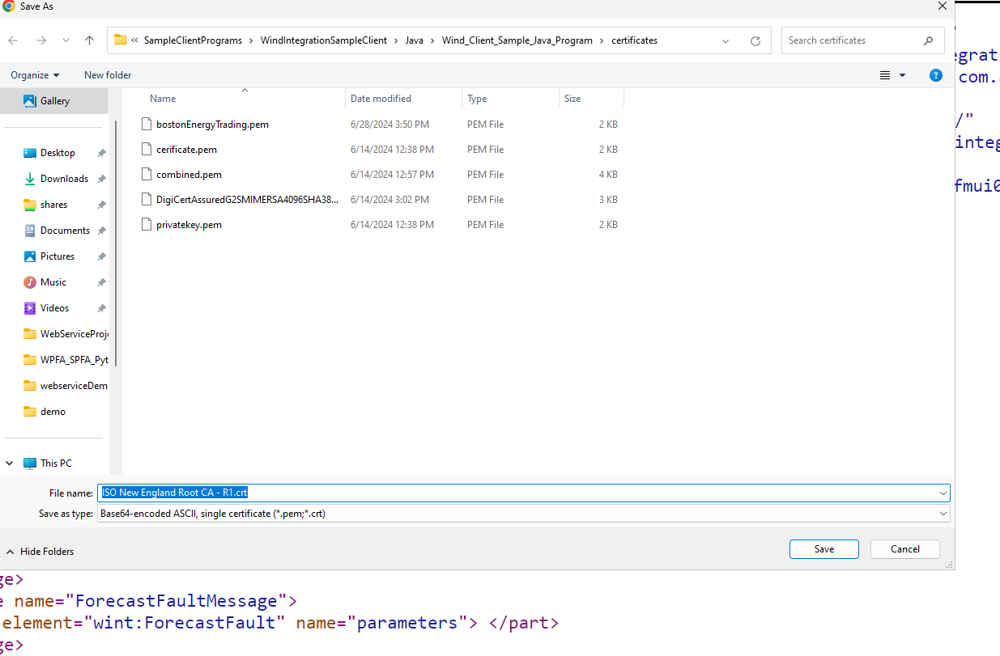 Save As
« SampleClientPrograms › WindIntegrationSampleClient › Java › Wind_Client_Sample_Java_Program › certificates
Search certificates
Organize
New folder
Gallery
Desktop
Downloads
shares
Documents
Pictures
Music
Videos
WebServiceProj
WPFA_SPFA_Pyt
webserviceDem
demo
This PC
Name Date modified Type Size
bostonEnergyTrading.pem 6/28/2024 3:50 PM PEM File 2 KB
cerificate.pem 6/14/2024 12:38 PM PEM File 2 KB
combined.pem 6/14/2024 12:57 PM PEM File 4 KB
DigiCertAssuredG2SMIMERSA4096SHA38... 6/14/2024 3:02 PM PEM File 3 KB
privatekey.pem 6/14/2024 12:38 PM PEM File 2 KB
File name: ISO New England Root CA - R1.crt
Save as type: Base64-encoded ASCII, single certificate (*.pem;*.crt)
Hide Folders
Save
Cancel
egrat
com.
/"
integ
fmui0
ge>
e name="ForecastFaultMessage">
element="wint:ForecastFault" name="parameters"> </part>
ge>